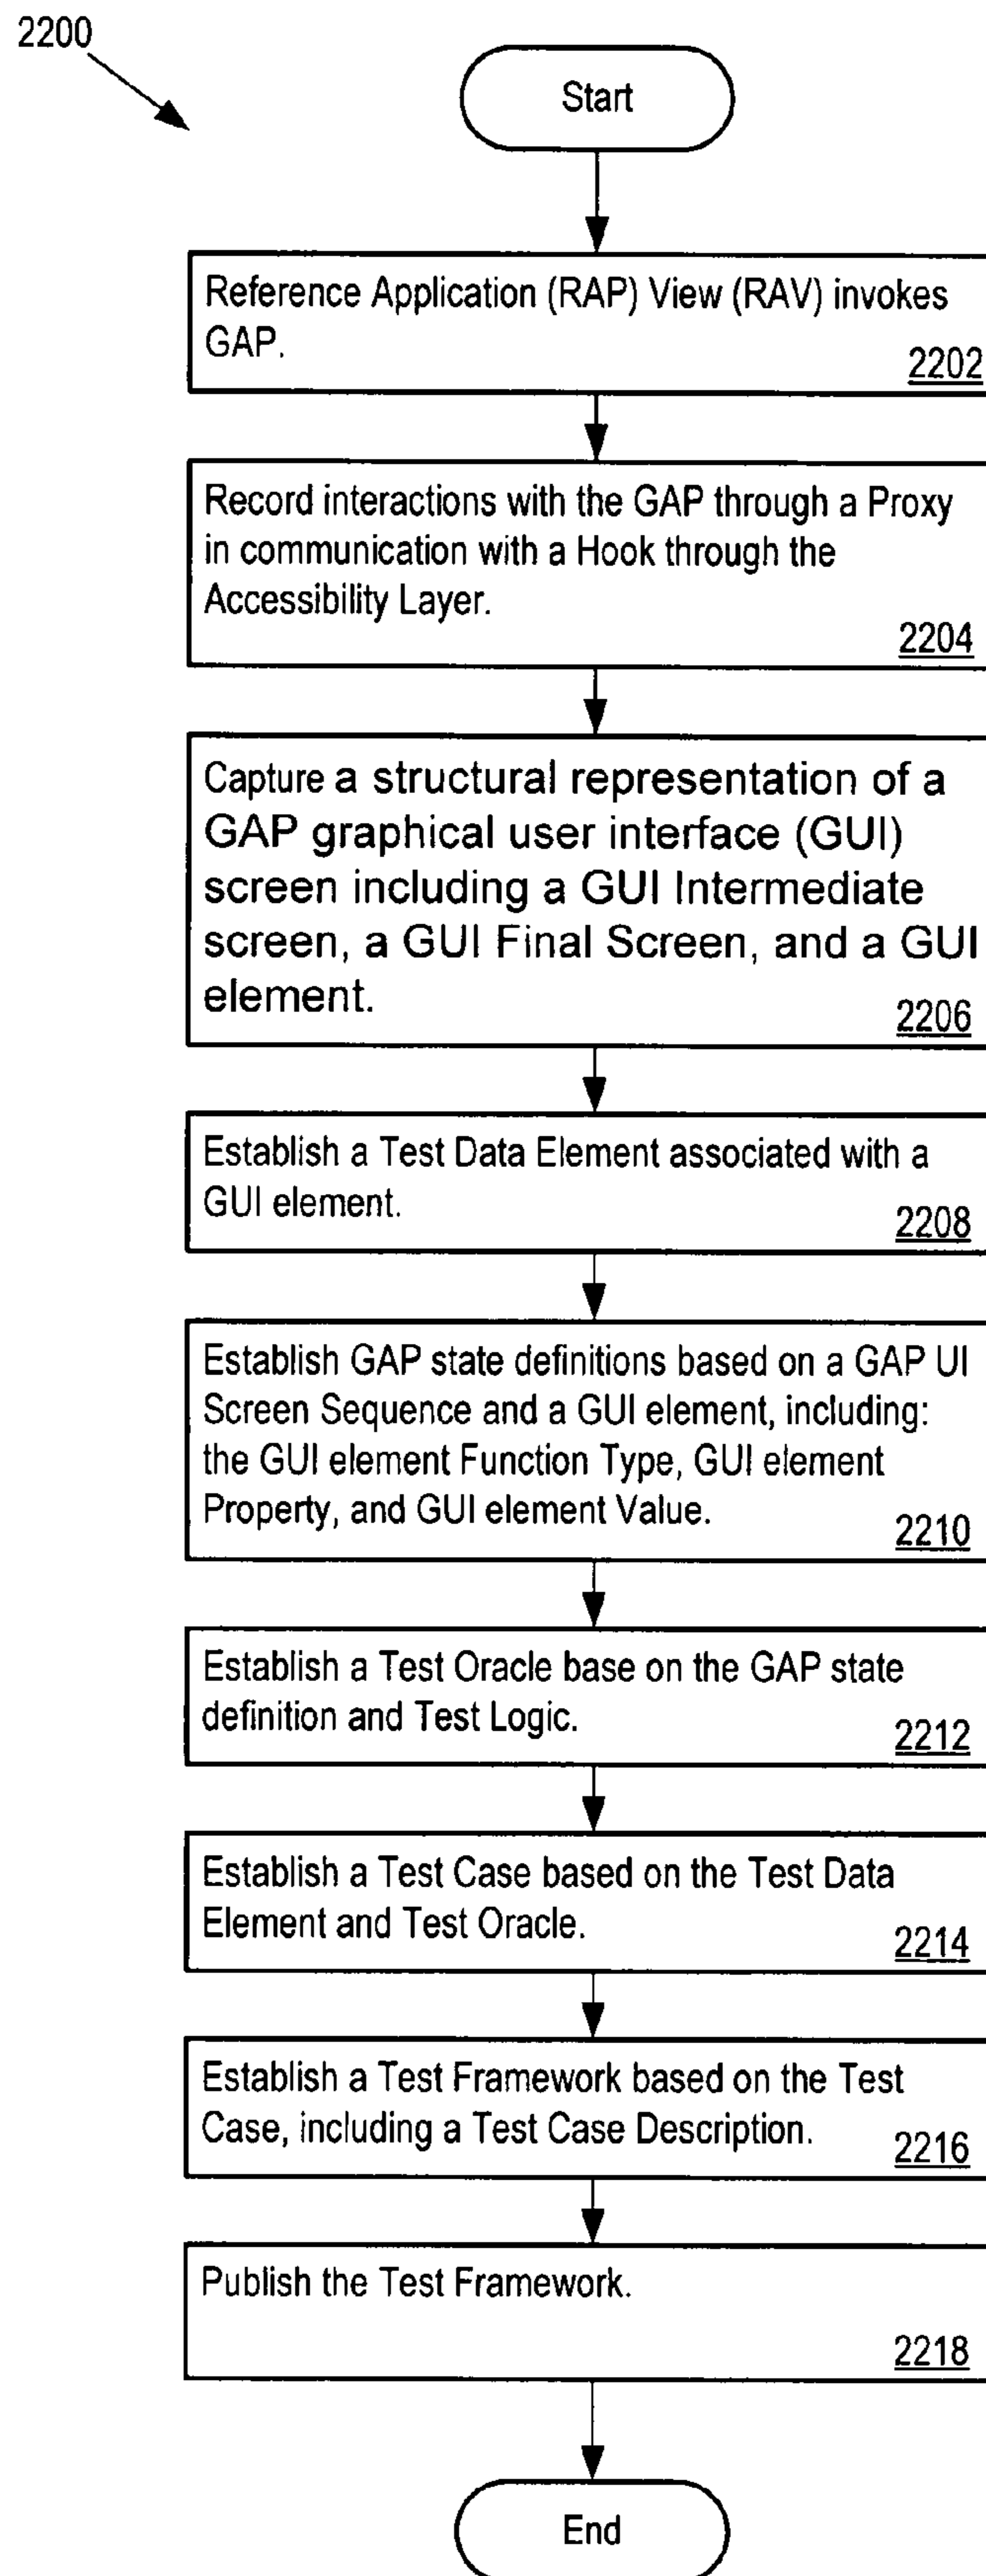 2200
Start
Reference Application (RAP) View (RAV) invokes
GAP.
2202
Record interactions with the GAP through a Proxy
in communication with a Hook through the
Accessibility Layer.
2204
Capture a structural representation of a
GAP graphical user interface (GUI)
screen including a GUI Intermediate
screen, a GUI Final Screen, and a GUI
element.
2206
Establish a Test Data Element associated with a
GUI element.
2208
Establish GAP state definitions based on a GAP UI
Screen Sequence and a GUI element, including:
the GUI element Function Type, GUI element
Property, and GUI element Value.
2210
Establish a Test Oracle base on the GAP state
definition and Test Logic.
2212
Establish a Test Case based on the Test Data
Element and Test Oracle.
2214
Establish a Test Framework based on the Test
Case, including a Test Case Description.
2216
Publish the Test Framework.
2218
End